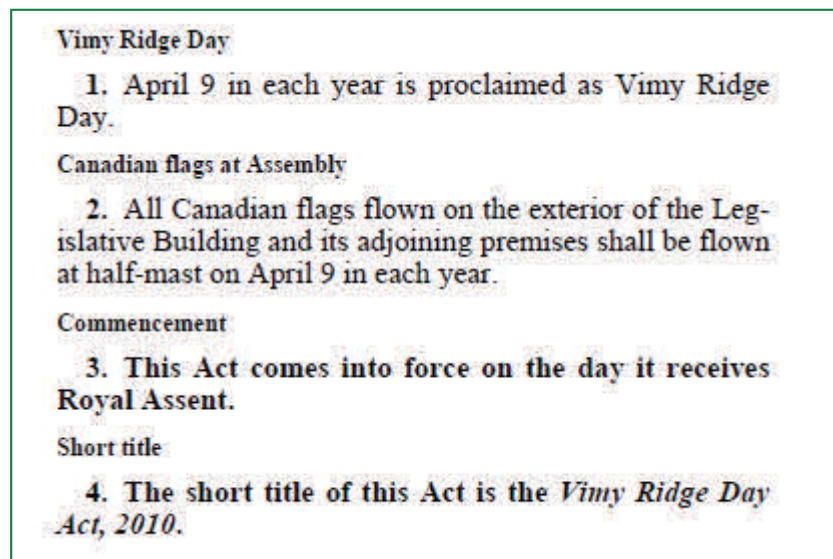 Vimy Ridge Day
1. April 9 in each year is proclaimed as Vimy Ridge
Day.
Canadian flags at Assembly
2. All Canadian flags flown on the exterior of the Leg-
islative Building and its adjoining premises shall be flown
at half-mast on April 9 in each year.
Commencement
3. This Act comes into force on the day it receives
Royal Assent.
Short title
4. The short title of this Act is the Vimy Ridge Day
Act, 2010.